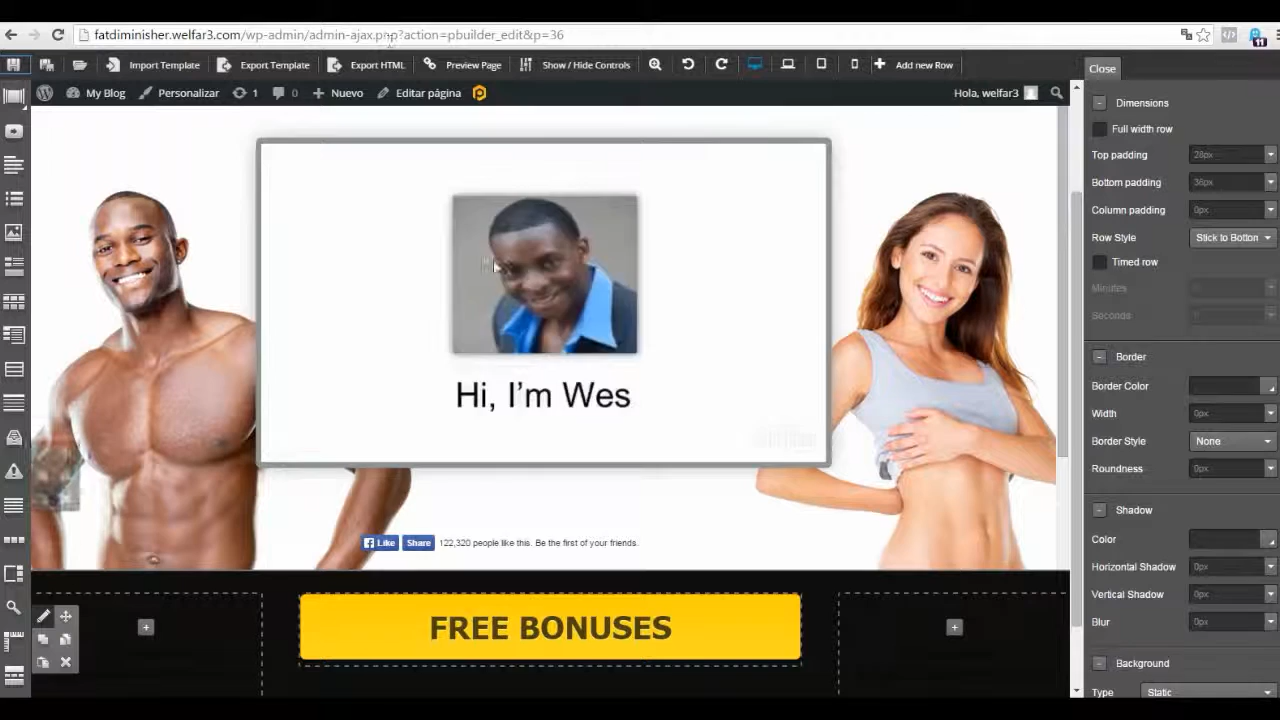 fatdiminisher.welfar3.com/wp-admin/admin-ajax.php?action=pbuilder_edit&p=36
11
Import Template
Export Template
Export HTML
Preview Page
Show / Hide Controls
Add new Row
Close
My Blog
Personalizar
1
0
Nuevo
Editar página
Hola, welfar3
Dimensions
Full width row
Top padding 28px
Bottom padding 36px
Column padding 0px
Row Style Stick to Bottom
Timed row
Minutes
Seconds
Border
Border Color
Width 0px
Border Style None
Roundness 0px
Shadow
Color
Horizontal Shadow 0px
Vertical Shadow 0px
Blur 0px
Background
Type Static
Hi, I'm Wes
Like Share 122,320 people like this. Be the first of your friends.
FREE BONUSES